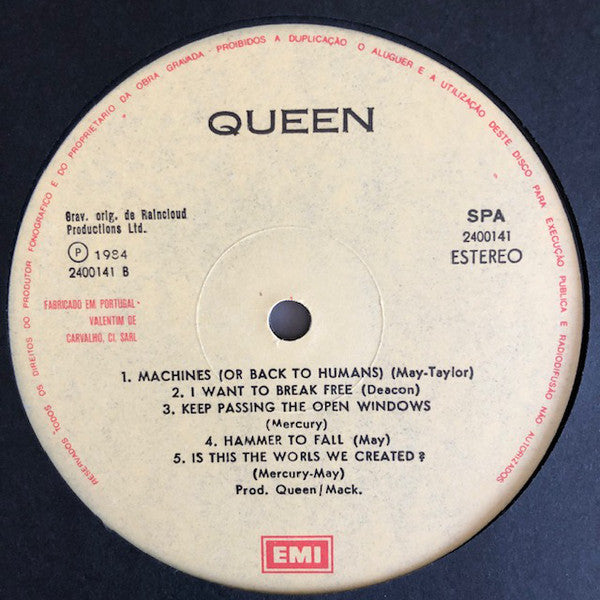 RESERVADOS TODOS OS DIREITOS DO PRODUTOR FONOGRAFICO E DO PROPRIETARIO DA OBRA GRAVADA - PROIBIDOS A DUPLICAÇÃO O ALUGUER E A UTILIZAÇÃO DESTE DISCO PARA EXECUÇÃO PUBLICA E RADIODIFUSÃO NÃO AUTORIZADOS
QUEEN
Grav. orig. de Raincloud
Productions Ltd.
Ⓟ 1984
2400141 B
SPA
2400141
ESTEREO
FABRICADO EM PORTUGAL -
VALENTIM DE
CARVALHO, CI, SARL
1. MACHINES (OR BACK TO HUMANS) (May-Taylor)
2. I WANT TO BREAK FREE (Deacon)
3. KEEP PASSING THE OPEN WINDOWS
(Mercury)
4. HAMMER TO FALL (May)
5. IS THIS THE WORLS WE CREATED?
(Mercury-May)
Prod. Queen/Mack.
EMI